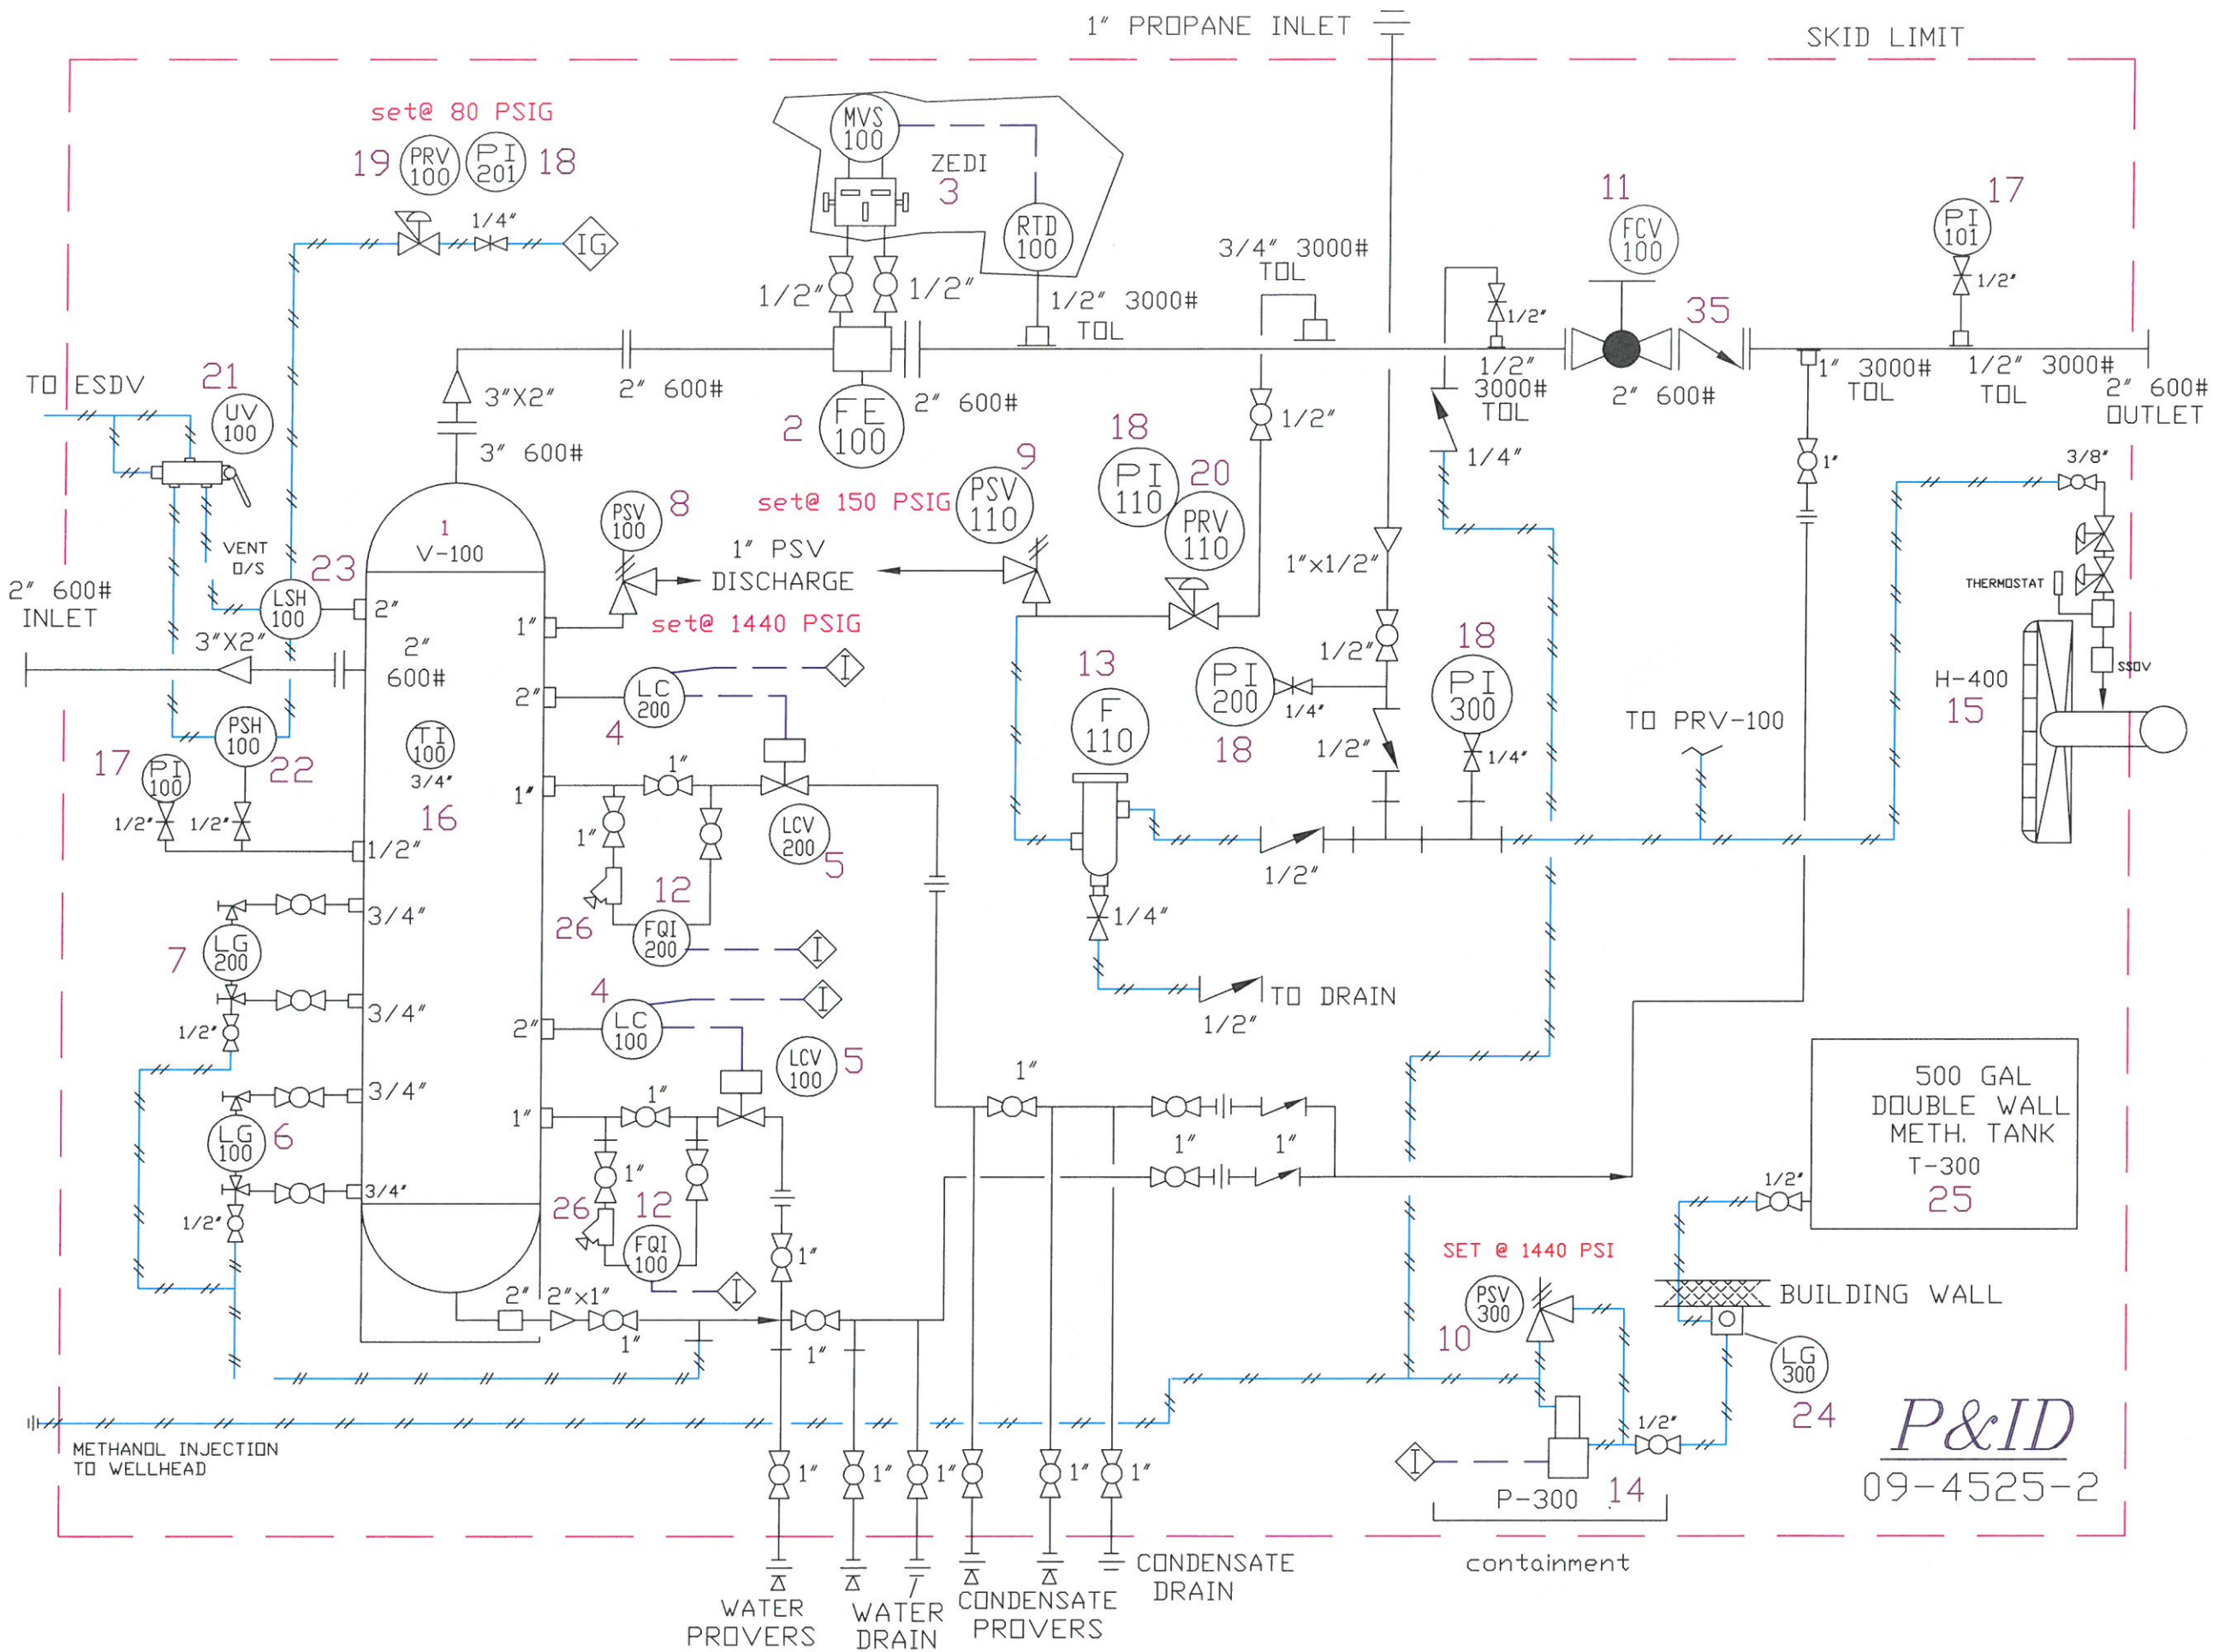 1" PROPANE INLET
SKID LIMIT
set@ 80 PSIG
19
PRV
100
PI
201
18
1/4"
IG
MVS
100
ZEDI
3
RTD
100
1/2"
1/2"
1/2" 3000#
TOL
3/4" 3000#
TOL
1/2"
1/2"
3000#
TOL
11
FCV
100
35
2" 600#
17
PI
101
1/2"
1" 3000#
TOL
1/2" 3000#
TOL
2" 600#
OUTLET
TO ESDV
21
UV
100
3"X2"
3" 600#
2" 600#
2
FE
100
2" 600#
1/2"
1/4"
1"
3/8"
1
V-100
VENT
O/S
23
LSH
100
2"
2" 600#
INLET
3"X2"
2"
600#
PSV
100
8
1"
set@ 150 PSIG
9
PSV
110
1" PSV
DISCHARGE
set@ 1440 PSIG
18
PI
110
20
PRV
110
1"x1/2"
1/2"
THERMOSTAT
SSOV
H-400
15
2"
LC
200
4
I
13
F
110
PI
200
1/4"
18
18
PI
300
1/4"
1/2"
TO PRV-100
17
PI
100
PSH
100
22
1/2"
1/2"
1/2"
TI
100
3/4"
16
1"
1"
1"
LCV
200
5
12
26
FQI
200
I
1/2"
1/4"
TO DRAIN
1/2"
3/4"
7
LG
200
3/4"
1/2"
4
I
2"
LC
100
LCV
100
5
3/4"
LG
100
6
3/4"
1/2"
1"
1"
1"
26
12
FQI
100
I
1"
2"
2"x1"
1"
1"
1"
1"
1"
500 GAL
DOUBLE WALL
METH. TANK
T-300
25
1/2"
SET @ 1440 PSI
PSV
300
10
BUILDING WALL
LG
300
24
1/2"
I
P-300
14
containment
METHANOL INJECTION
TO WELLHEAD
1"
1"
1"
1"
1"
WATER
PROVERS
WATER
DRAIN
CONDENSATE
PROVERS
CONDENSATE
DRAIN
P&ID
09-4525-2